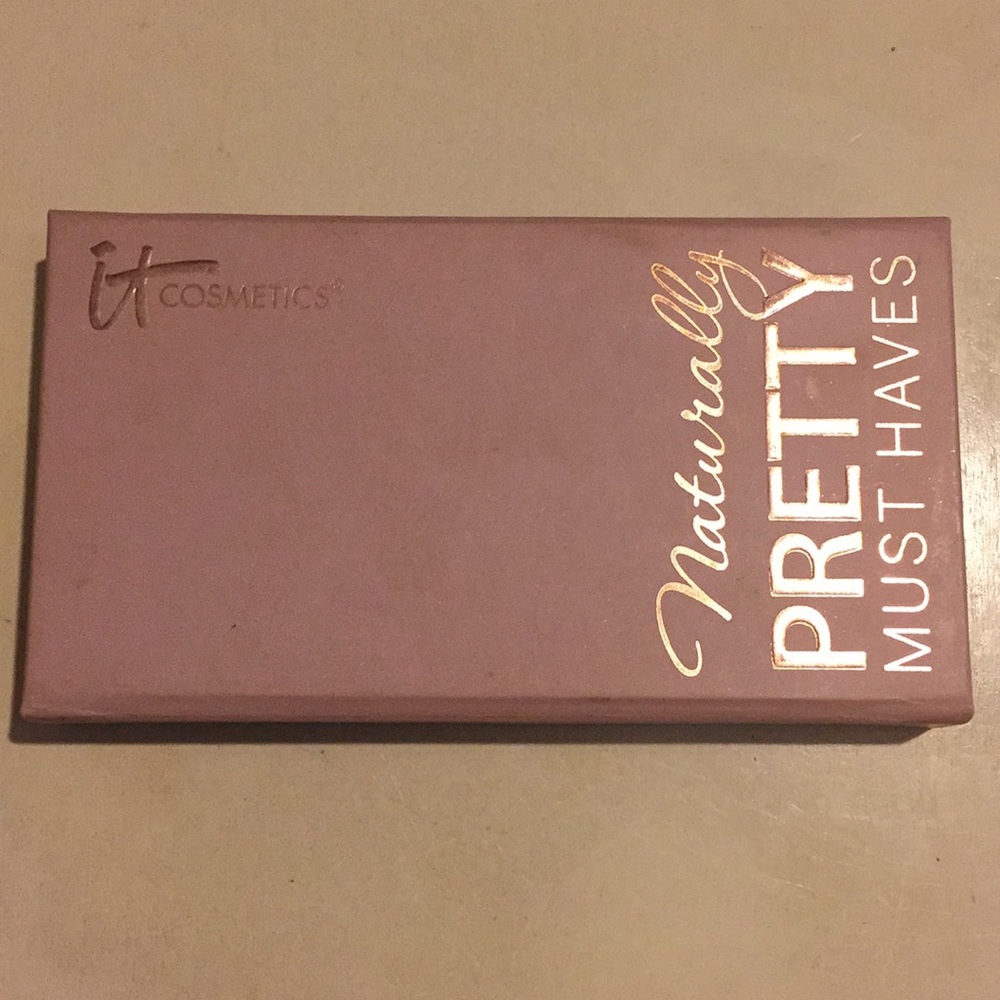 it COSMETICS®
Naturally
PRETTY
MUST HAVES